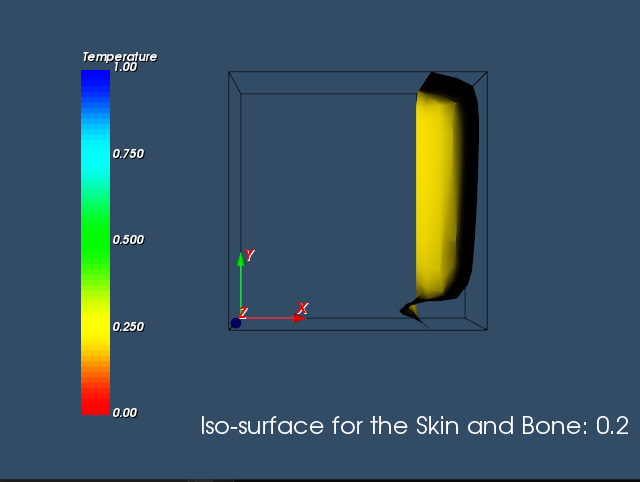 Temperature
1.00
0.750
0.500
0.250
0.00
Y
Z
X
Iso-surface for the Skin and Bone: 0.2